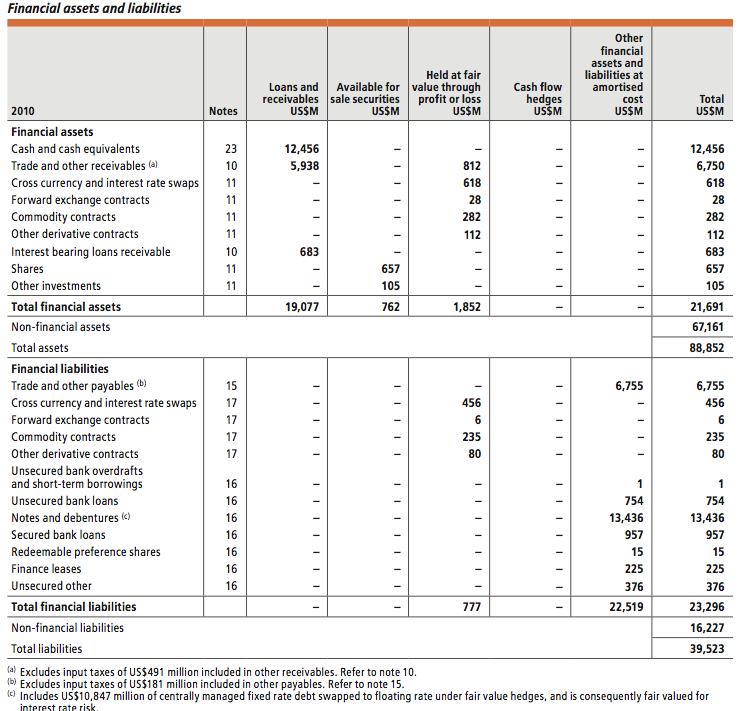 Financial assets and liabilities
Other
financial
assets and
Held at fair liabilities at
Loans and Available for value through Cash flow amortised
receivables sale securities profit or loss hedges cost Total
2010 Notes US$M US$M US$M US$M US$M US$M
Financial assets
Cash and cash equivalents 23 12,456 – – – – 12,456
Trade and other receivables (a) 10 5,938 – 812 – – 6,750
Cross currency and interest rate swaps 11 – – 618 – – 618
Forward exchange contracts 11 – – 28 – – 28
Commodity contracts 11 – – 282 – – 282
Other derivative contracts 11 – – 112 – – 112
Interest bearing loans receivable 10 683 – – – – 683
Shares 11 – 657 – – – 657
Other investments 11 – 105 – – – 105
Total financial assets 19,077 762 1,852 – – 21,691
Non-financial assets 67,161
Total assets 88,852
Financial liabilities
Trade and other payables (b) 15 – – – – 6,755 6,755
Cross currency and interest rate swaps 17 – – 456 – – 456
Forward exchange contracts 17 – – 6 – – 6
Commodity contracts 17 – – 235 – – 235
Other derivative contracts 17 – – 80 – – 80
Unsecured bank overdrafts
and short-term borrowings 16 – – – – 1 1
Unsecured bank loans 16 – – – – 754 754
Notes and debentures (c) 16 – – – – 13,436 13,436
Secured bank loans 16 – – – – 957 957
Redeemable preference shares 16 – – – – 15 15
Finance leases 16 – – – – 225 225
Unsecured other 16 – – – – 376 376
Total financial liabilities – – 777 – 22,519 23,296
Non-financial liabilities 16,227
Total liabilities 39,523
(a) Excludes input taxes of US$491 million included in other receivables. Refer to note 10.
(b) Excludes input taxes of US$181 million included in other payables. Refer to note 15.
(c) Includes US$10,847 million of centrally managed fixed rate debt swapped to floating rate under fair value hedges, and is consequently fair valued for
interest rate risk.